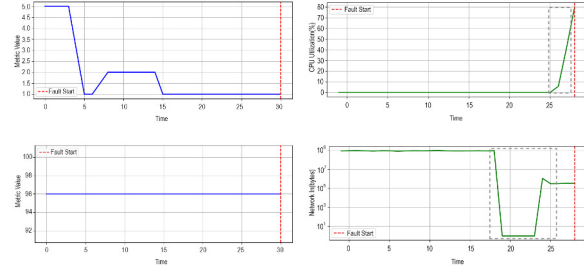 5.0
4.5
4.0
3.5
3.0
2.5
2.0
1.5
1.0
Metric Value
Fault Start
0 5 10 15 20 25 30
Time
80
70
60
50
40
30
20
10
0
CPU Utilization(%)
Fault Start
0 5 10 15 20 25
Time
100
98
96
94
92
Metric Value
Fault Start
0 5 10 15 20 25 30
Time
10⁷
10⁵
10³
10¹
Network In(bytes)
Fault Start
0 5 10 15 20 25
Time